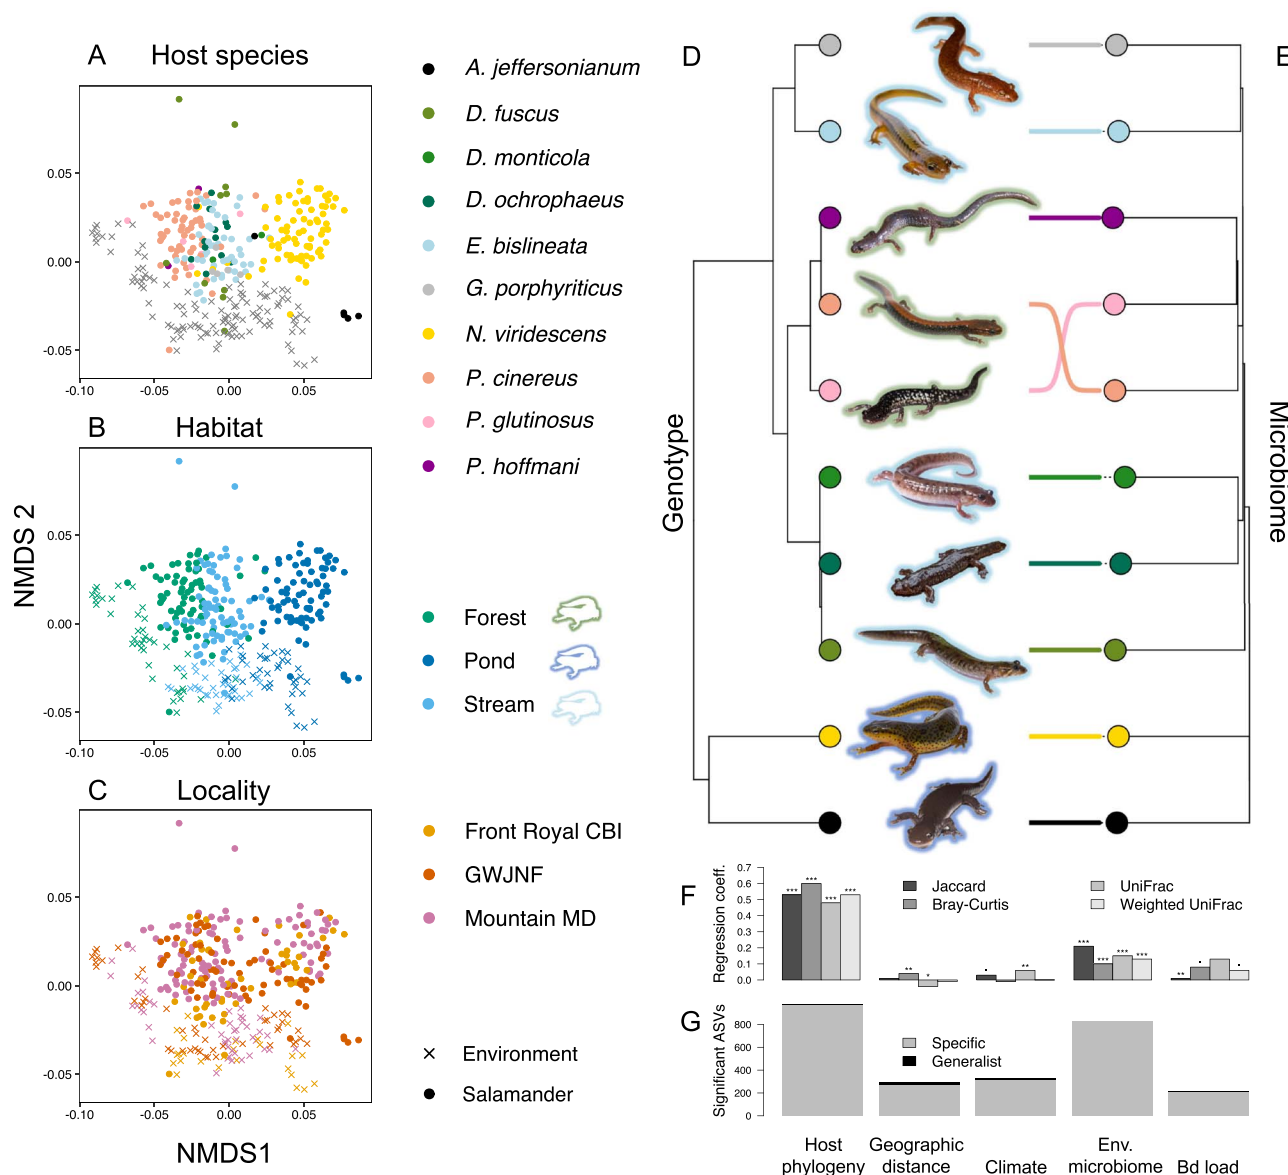 A Host species
0.05
0.00
-0.05
-0.10 -0.05 0.00 0.05
A. jeffersonianum
D. fuscus
D. monticola
D. ochrophaeus
E. bislineata
G. porphyriticus
N. viridescens
P. cinereus
P. glutinosus
P. hoffmani
B Habitat
0.05
0.00
-0.05
-0.10 -0.05 0.00 0.05
NMDS 2
Forest
Pond
Stream
C Locality
0.05
0.00
-0.05
-0.10 -0.05 0.00 0.05
NMDS1
Front Royal CBI
GWJNF
Mountain MD
Environment
Salamander
D
Genotype
E
Microbiome
F
Regression coeff.
0.7
0.6
0.5
0.4
0.3
0.2
0.1
0.0
*** *** *** ***
** *
. **
*** *** *** ***
** . .
Jaccard
Bray-Curtis
UniFrac
Weighted UniFrac
G
Significant ASVs
800
600
400
200
0
Specific
Generalist
Host phylogeny
Geographic distance
Climate
Env. microbiome
Bd load